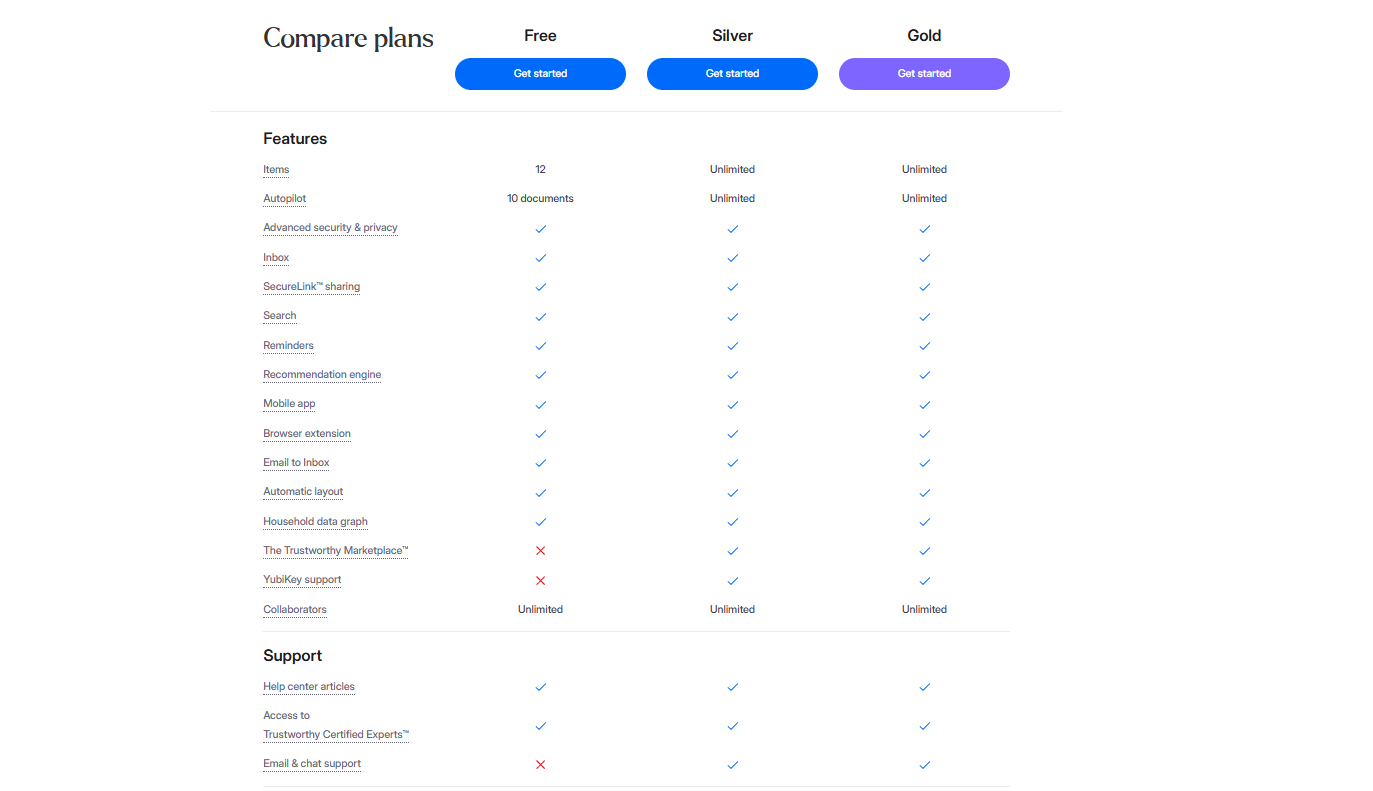 Compare plans Free Silver Gold
Get started Get started Get started
Features
Items 12 Unlimited Unlimited
Autopilot 10 documents Unlimited Unlimited
Advanced security & privacy
Inbox
SecureLink™ sharing
Search
Reminders
Recommendation engine
Mobile app
Browser extension
Email to Inbox
Automatic layout
Household data graph
The Trustworthy Marketplace™
YubiKey support
Collaborators Unlimited Unlimited Unlimited
Support
Help center articles
Access to
Trustworthy Certified Experts™
Email & chat support